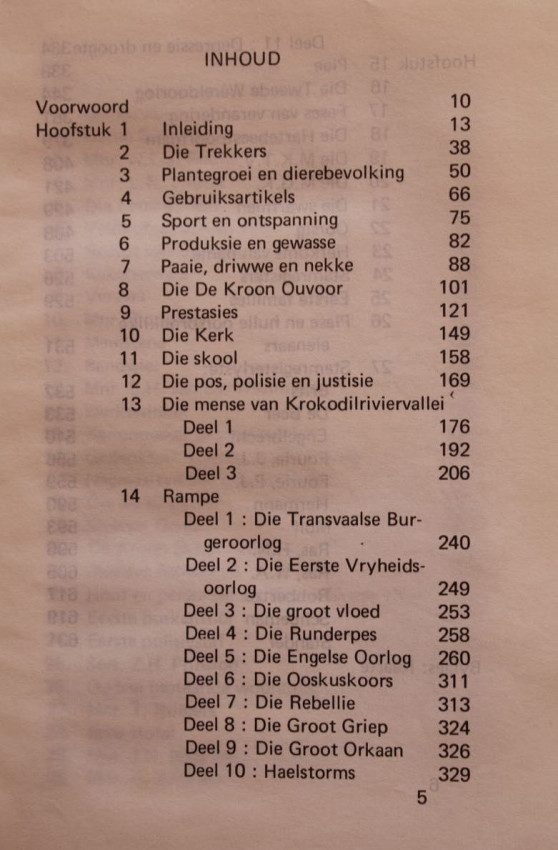 INHOUD
Voorwoord 10
Hoofstuk 1 Inleiding 13
2 Die Trekkers 38
3 Plantegroei en dierebevolking 50
4 Gebruiksartikels 66
5 Sport en ontspanning 75
6 Produksie en gewasse 82
7 Paaie, driwwe en nekke 88
8 Die De Kroon Ouvoor 101
9 Prestasies 121
10 Die Kerk 149
11 Die skool 158
12 Die pos, polisie en justisie 169
13 Die mense van Krokodilriviervallei
Deel 1 176
Deel 2 192
Deel 3 206
14 Rampe
Deel 1 : Die Transvaalse Bur-
geroorlog 240
Deel 2 : Die Eerste Vryheids-
oorlog 249
Deel 3 : Die groot vloed 253
Deel 4 : Die Runderpes 258
Deel 5 : Die Engelse Oorlog 260
Deel 6 : Die Ooskuskoors 311
Deel 7 : Die Rebellie 313
Deel 8 : Die Groot Griep 324
Deel 9 : Die Groot Orkaan 326
Deel 10 : Haelstorms 329
5